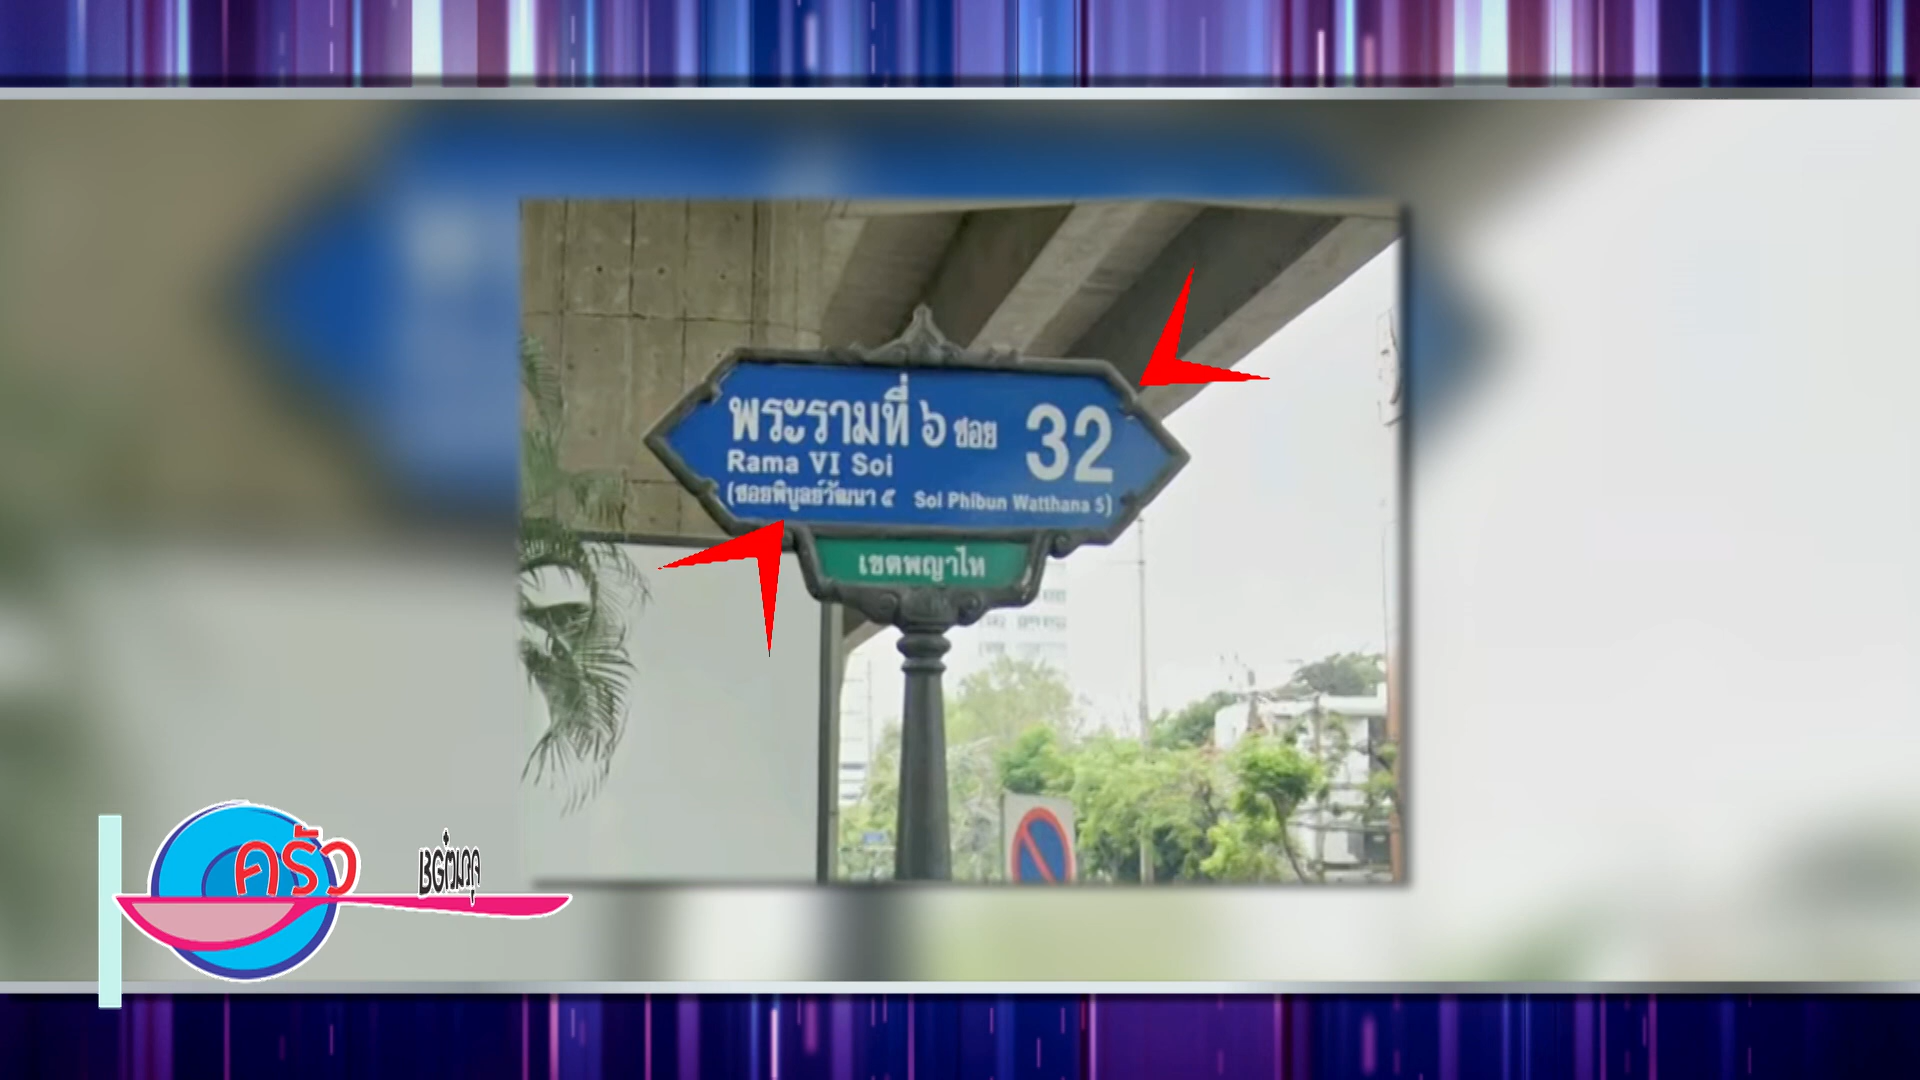 พระรามที่ ๖ ซอย 32
Rama VI Soi
(ซอยพิบูลย์วัฒนา ๕ Soi Phibun Watthana 5)
เขตพญาไท
ครัว